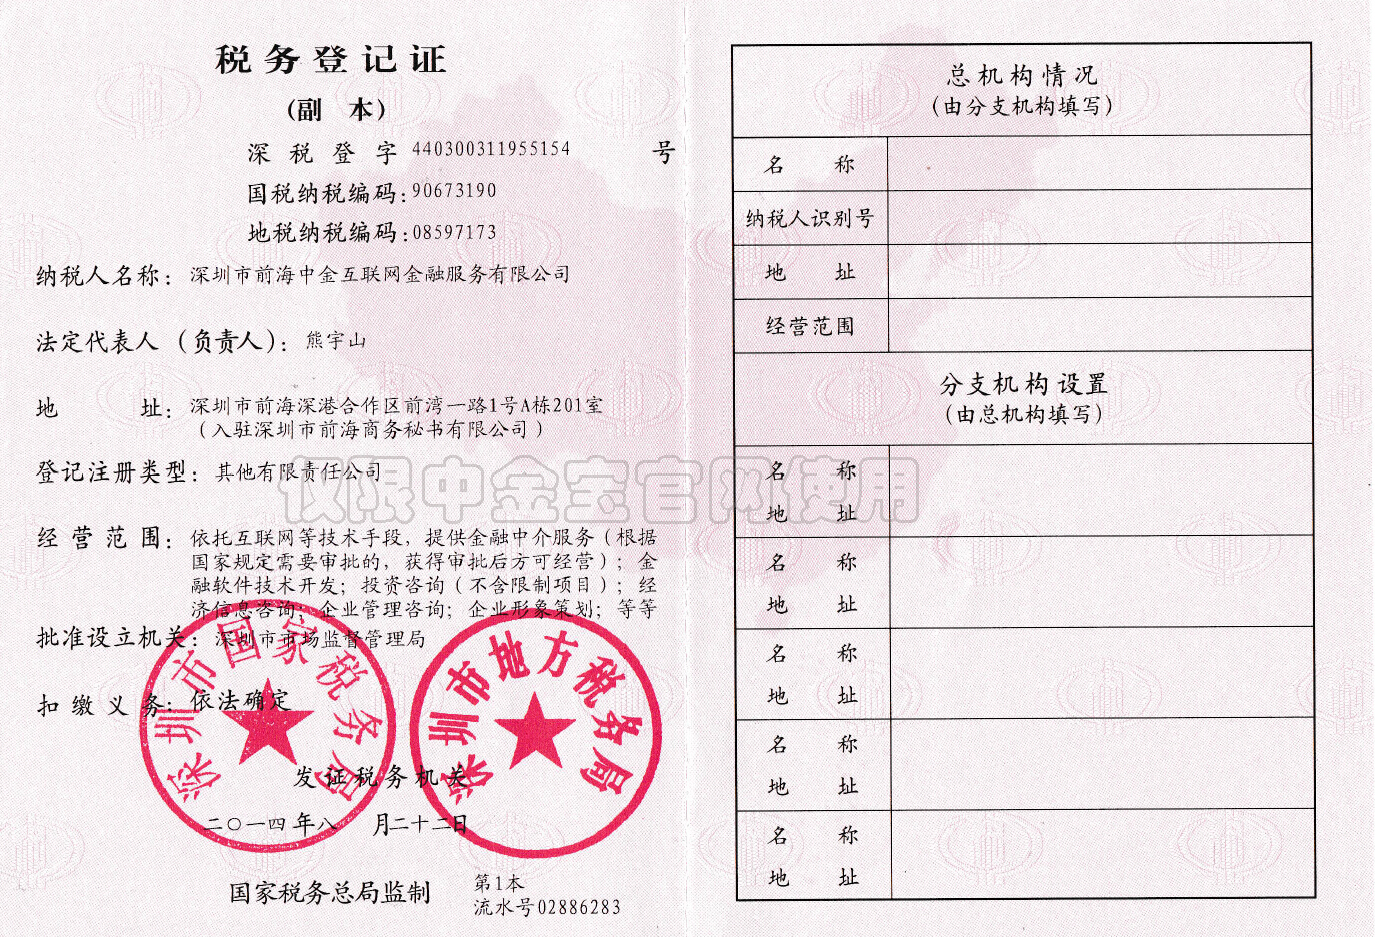 税务登记证
(副 本)
深税登字 440300311955154 号
国税纳税编码:90673190
地税纳税编码:08597173
纳税人名称: 深圳市前海中金互联网金融服务有限公司
法定代表人(负责人): 熊宇山
地 址: 深圳市前海深港合作区前湾一路1号A栋201室
(入驻深圳市前海商务秘书有限公司)
登记注册类型: 其他有限责任公司
仅限中金宝官网使用
经营范围: 依托互联网等技术手段,提供金融中介服务(根据
国家规定需要审批的,获得审批后方可经营);金
融软件技术开发;投资咨询(不含限制项目);经
济信息咨询;企业管理咨询;企业形象策划;等等
批准设立机关: 深圳市市场监督管理局
扣缴义务: 依法确定
深圳市国家税务局
深圳市地方税务局
发证税务机关
二〇一四年八 月二十二日
国家税务总局监制
第1本
流水号02886283
总机构情况
(由分支机构填写)
名 称
纳税人识别号
地 址
经营范围
分支机构设置
(由总机构填写)
名 称
地 址
名 称
地 址
名 称
地 址
名 称
地 址
名 称
地 址